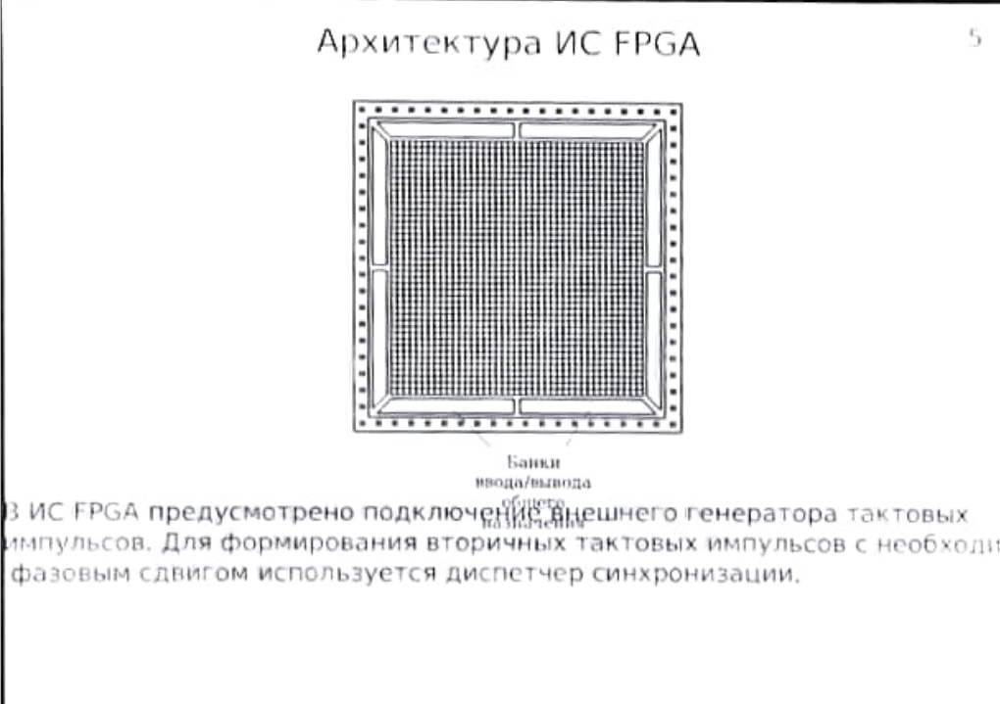 Архитектура ИС FPGA
5
Банки
ввода/вывода
общего
назначения
В ИС FPGA предусмотрено подключение внешнего генератора тактовых
импульсов. Для формирования вторичных тактовых импульсов с необходи
фазовым сдвигом используется диспетчер синхронизации.